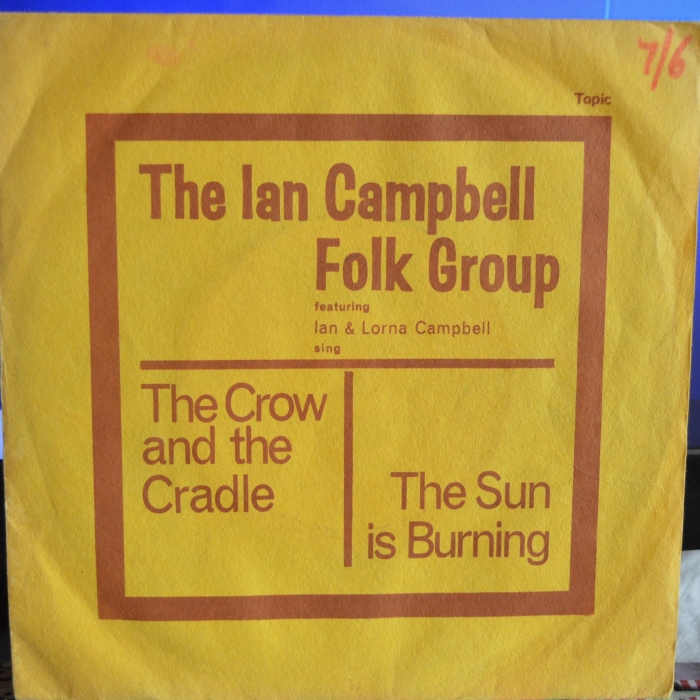 7/6
Topic
The Ian Campbell
Folk Group
featuring
Ian & Lorna Campbell
sing
The Crow
and the
Cradle
The Sun
is Burning